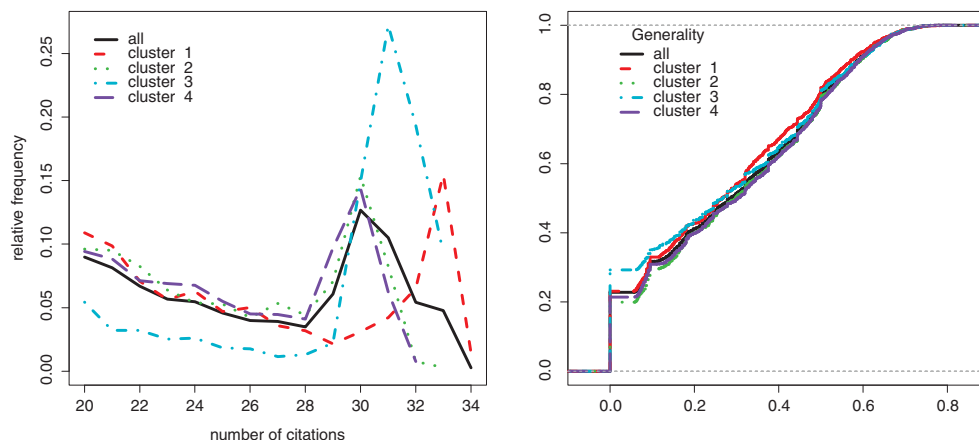 all
cluster 1
cluster 2
cluster 3
cluster 4
relative frequency
0.25
0.20
0.15
0.10
0.05
0.00
20 22 24 26 28 30 32 34
number of citations
Generality
all
cluster 1
cluster 2
cluster 3
cluster 4
1.0
0.8
0.6
0.4
0.2
0.0
0.0 0.2 0.4 0.6 0.8